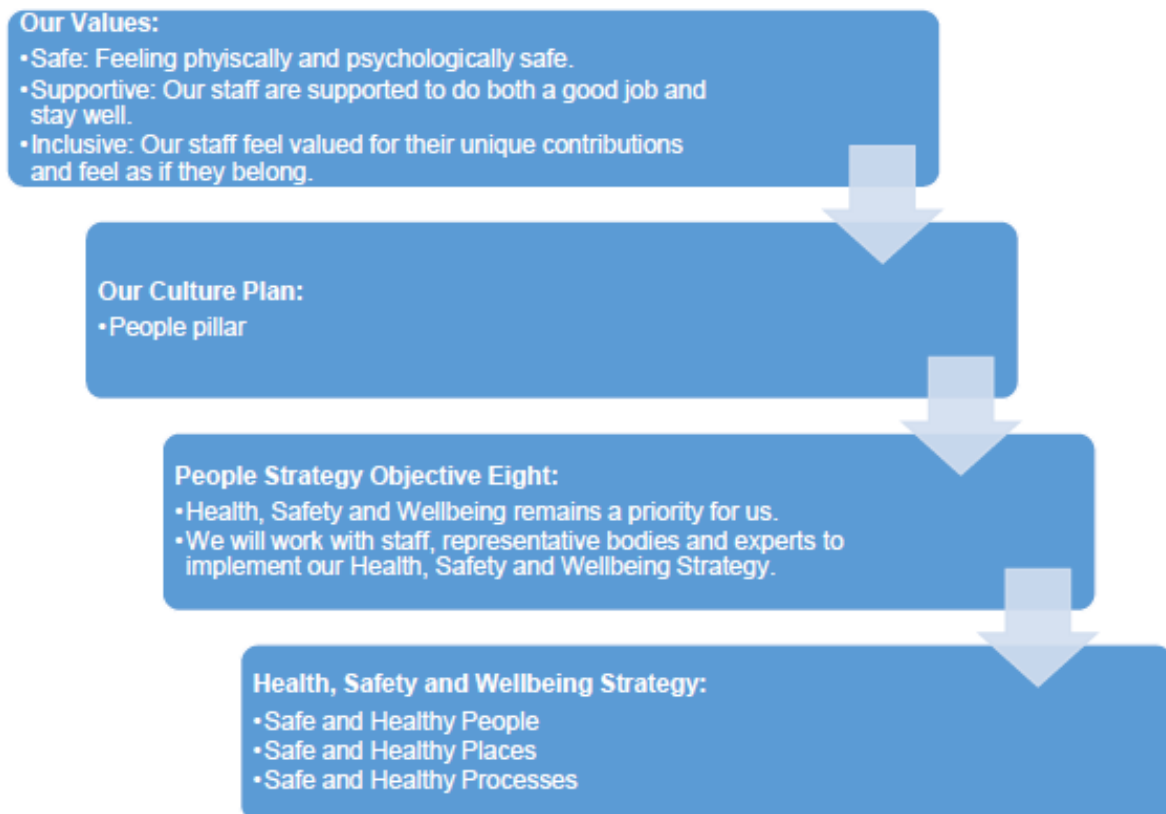 Our Values:
•Safe: Feeling phyiscally and psychologically safe.
•Supportive: Our staff are supported to do both a good job and
stay well.
•Inclusive: Our staff feel valued for their unique contributions
and feel as if they belong.
Our Culture Plan:
•People pillar
People Strategy Objective Eight:
•Health, Safety and Wellbeing remains a priority for us.
•We will work with staff, representative bodies and experts to
implement our Health, Safety and Wellbeing Strategy.
Health, Safety and Wellbeing Strategy:
•Safe and Healthy People
•Safe and Healthy Places
•Safe and Healthy Processes